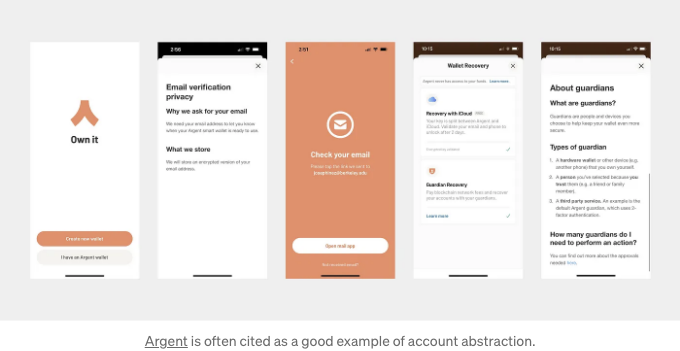 Own it
Create new wallet
I have an Argent wallet
2:56
Email verification
privacy
Why we ask for your email
We need your email address to let you know
when your Argent smart wallet is ready to use.
What we store
We will store an encrypted version of your
email address.
2:51
Check your email
Please tap the link we sent to
Open mail app
10:15
Wallet Recovery
Argent
access to your funds. Learn more
Recovery with iCloud
Your key is split between Argent and
iCloud. Validate your email and phone to
unlock after 2 days.
Guardian Recovery
Pay blockchain network fees and recover
your accounts with your guardians.
Learn more
10:15
About guardians
What are guardians?
Guardians are people and devices you
choose to help keep your wallet even more
secure.
Types of guardian
1. A hardware wallet or other device (e.g.
another phone) that you own yourself.
2. A person you've selected because you
trust them (e.g. a friend or family
member).
3. A third party service. An example is the
default Argent guardian, which uses 2-
factor authentication.
How many guardians do I
need to perform an action?
You can find out more about the approvals
needed here.
Argent is often cited as a good example of account abstraction.